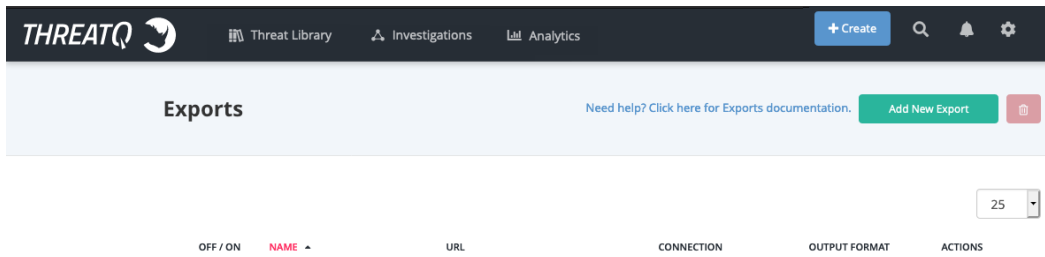 THREATQ Threat Library Investigations Analytics + Create
Exports Need help? Click here for Exports documentation. Add New Export
25
OFF / ON NAME URL CONNECTION OUTPUT FORMAT ACTIONS